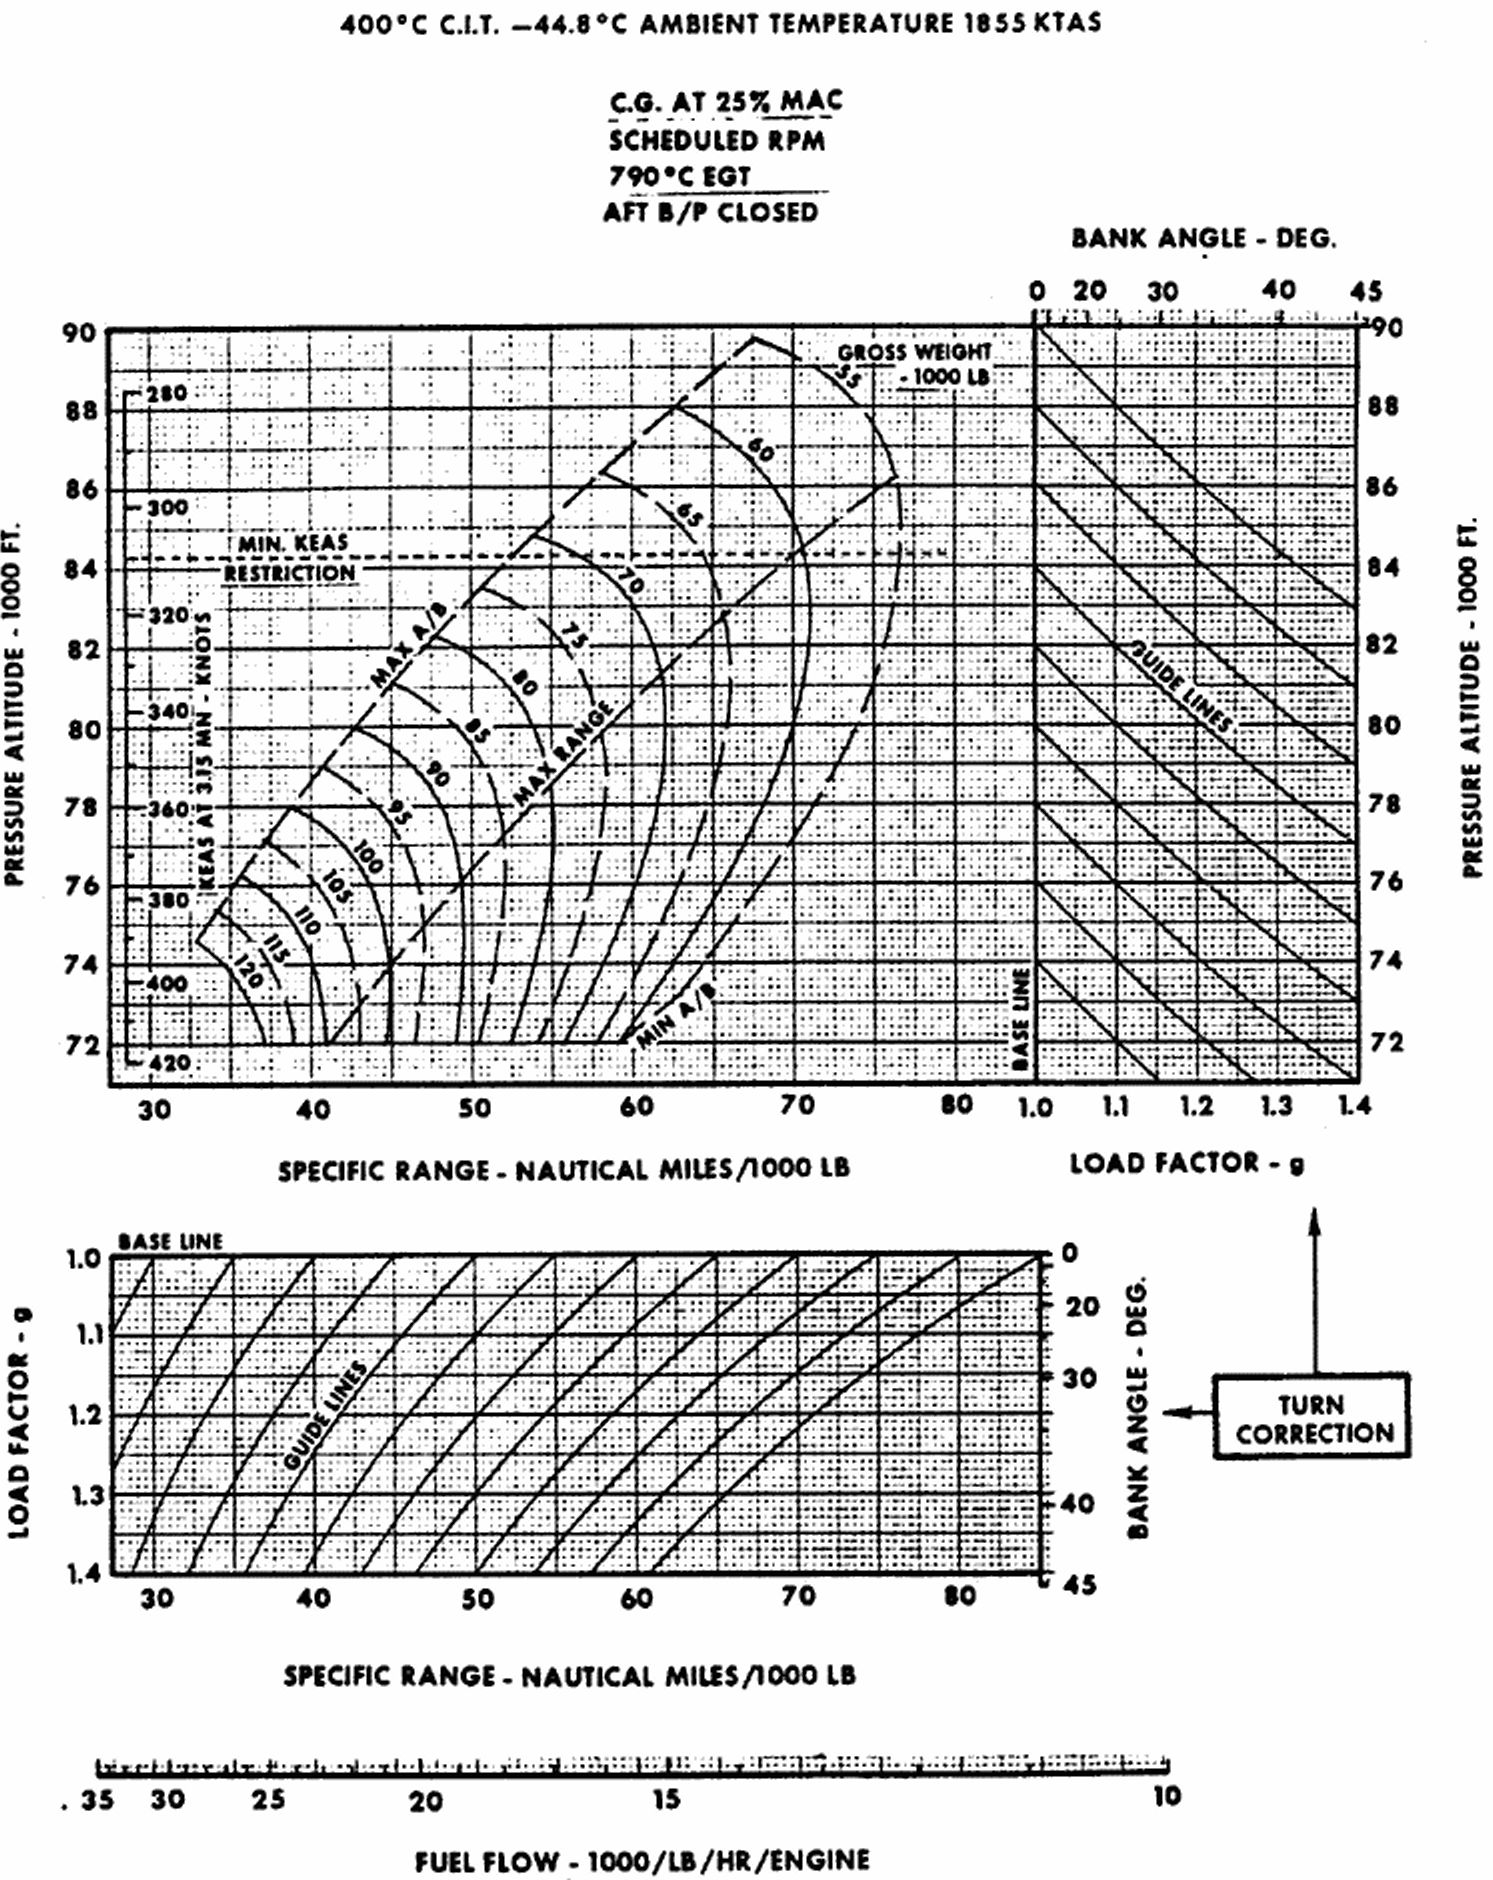 400°C C.I.T. —44.8°C AMBIENT TEMPERATURE 1855 KTAS
C.G. AT 25% MAC
SCHEDULED RPM
790°C EGT
AFT B/P CLOSED
BANK ANGLE - DEG.
0 20 30 40 45
90
88
86
84
82
80
78
76
74
72
PRESSURE ALTITUDE - 1000 FT.
280
300
320
340
360
380
400
420
KEAS AT 3.15 MN - KNOTS
MIN. KEAS
RESTRICTION
MAX A/B
MAX RANGE
MIN A/B
GROSS WEIGHT
- 1000 LB
55
60
65
70
75
80
85
90
95
100
105
110
115
120
BASE LINE
GUIDE LINES
90
88
86
84
82
80
78
76
74
72
PRESSURE ALTITUDE - 1000 FT.
30 40 50 60 70 80 1.0 1.1 1.2 1.3 1.4
SPECIFIC RANGE - NAUTICAL MILES/1000 LB
LOAD FACTOR - g
BASE LINE
1.0
1.1
1.2
1.3
1.4
LOAD FACTOR - g
GUIDE LINES
0
20
30
40
45
BANK ANGLE - DEG.
TURN
CORRECTION
30 40 50 60 70 80
SPECIFIC RANGE - NAUTICAL MILES/1000 LB
. 35 30 25 20 15 10
FUEL FLOW - 1000/LB/HR/ENGINE